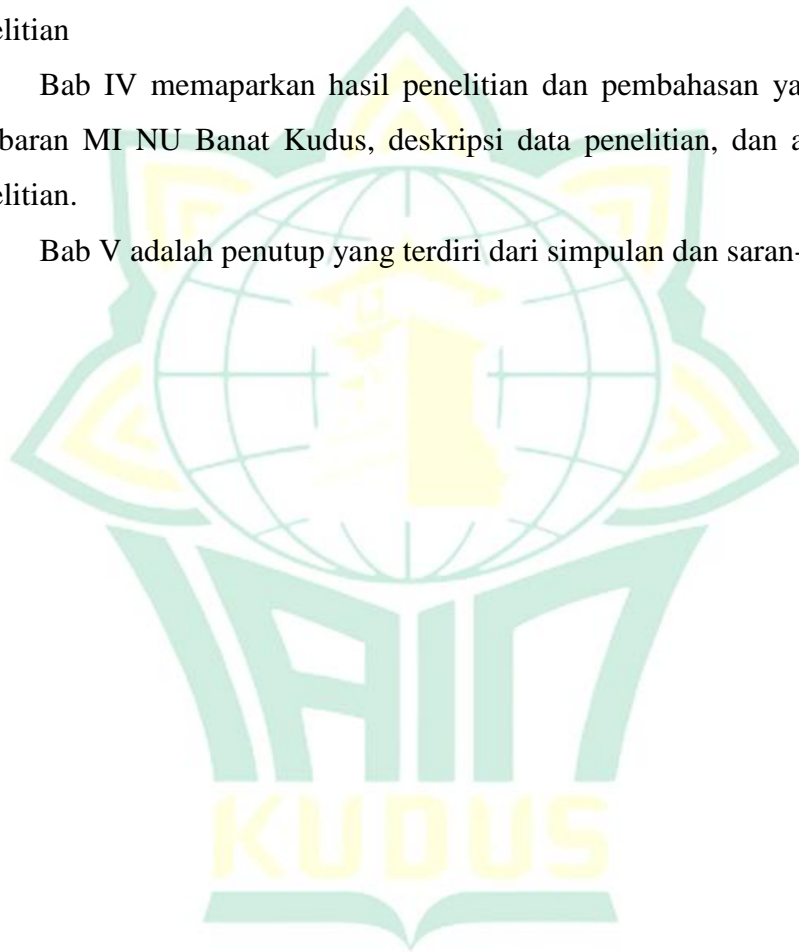 elitian
Bab IV memaparkan hasil penelitian dan pembahasan ya
baran MI NU Banat Kudus, deskripsi data penelitian, dan a
elitian.
Bab V adalah penutup yang terdiri dari simpulan dan saran-
IAIN
KUDUS